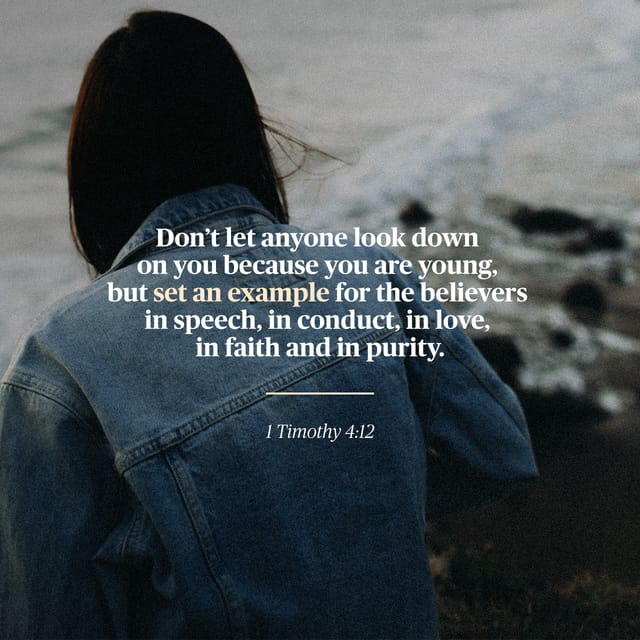 Don’t let anyone look down
on you because you are young,
but set an example for the believers
in speech, in conduct, in love,
in faith and in purity.
1 Timothy 4:12